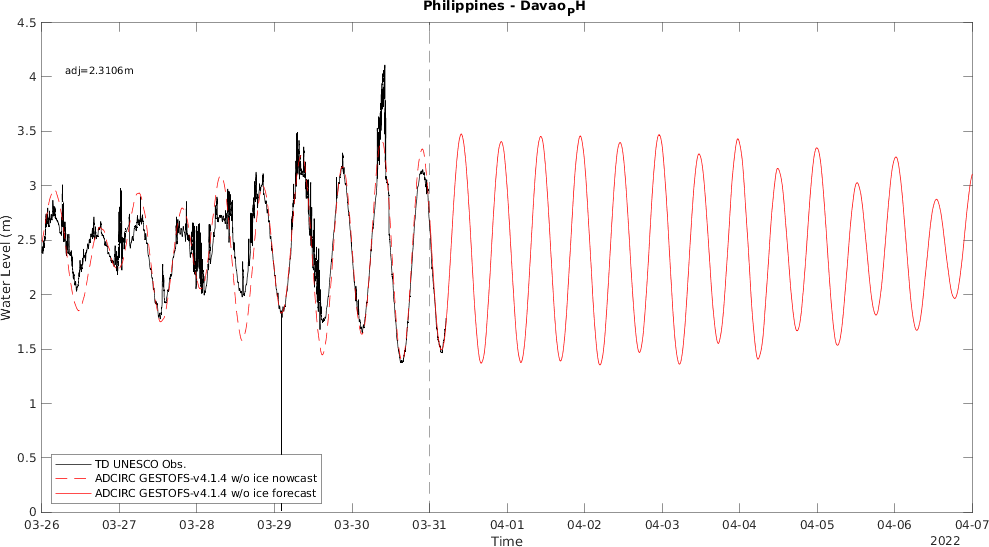 Philippines - DavaopH
4.5
4
3.5
3
2.5
2
1.5
1
0.5
0
Water Level (m)
adj=2.3106m
TD UNESCO Obs.
ADCIRC GESTOFS-v4.1.4 w/o ice nowcast
ADCIRC GESTOFS-v4.1.4 w/o ice forecast
03-26 03-27 03-28 03-29 03-30 03-31 04-01 04-02 04-03 04-04 04-05 04-06 04-07
Time
2022